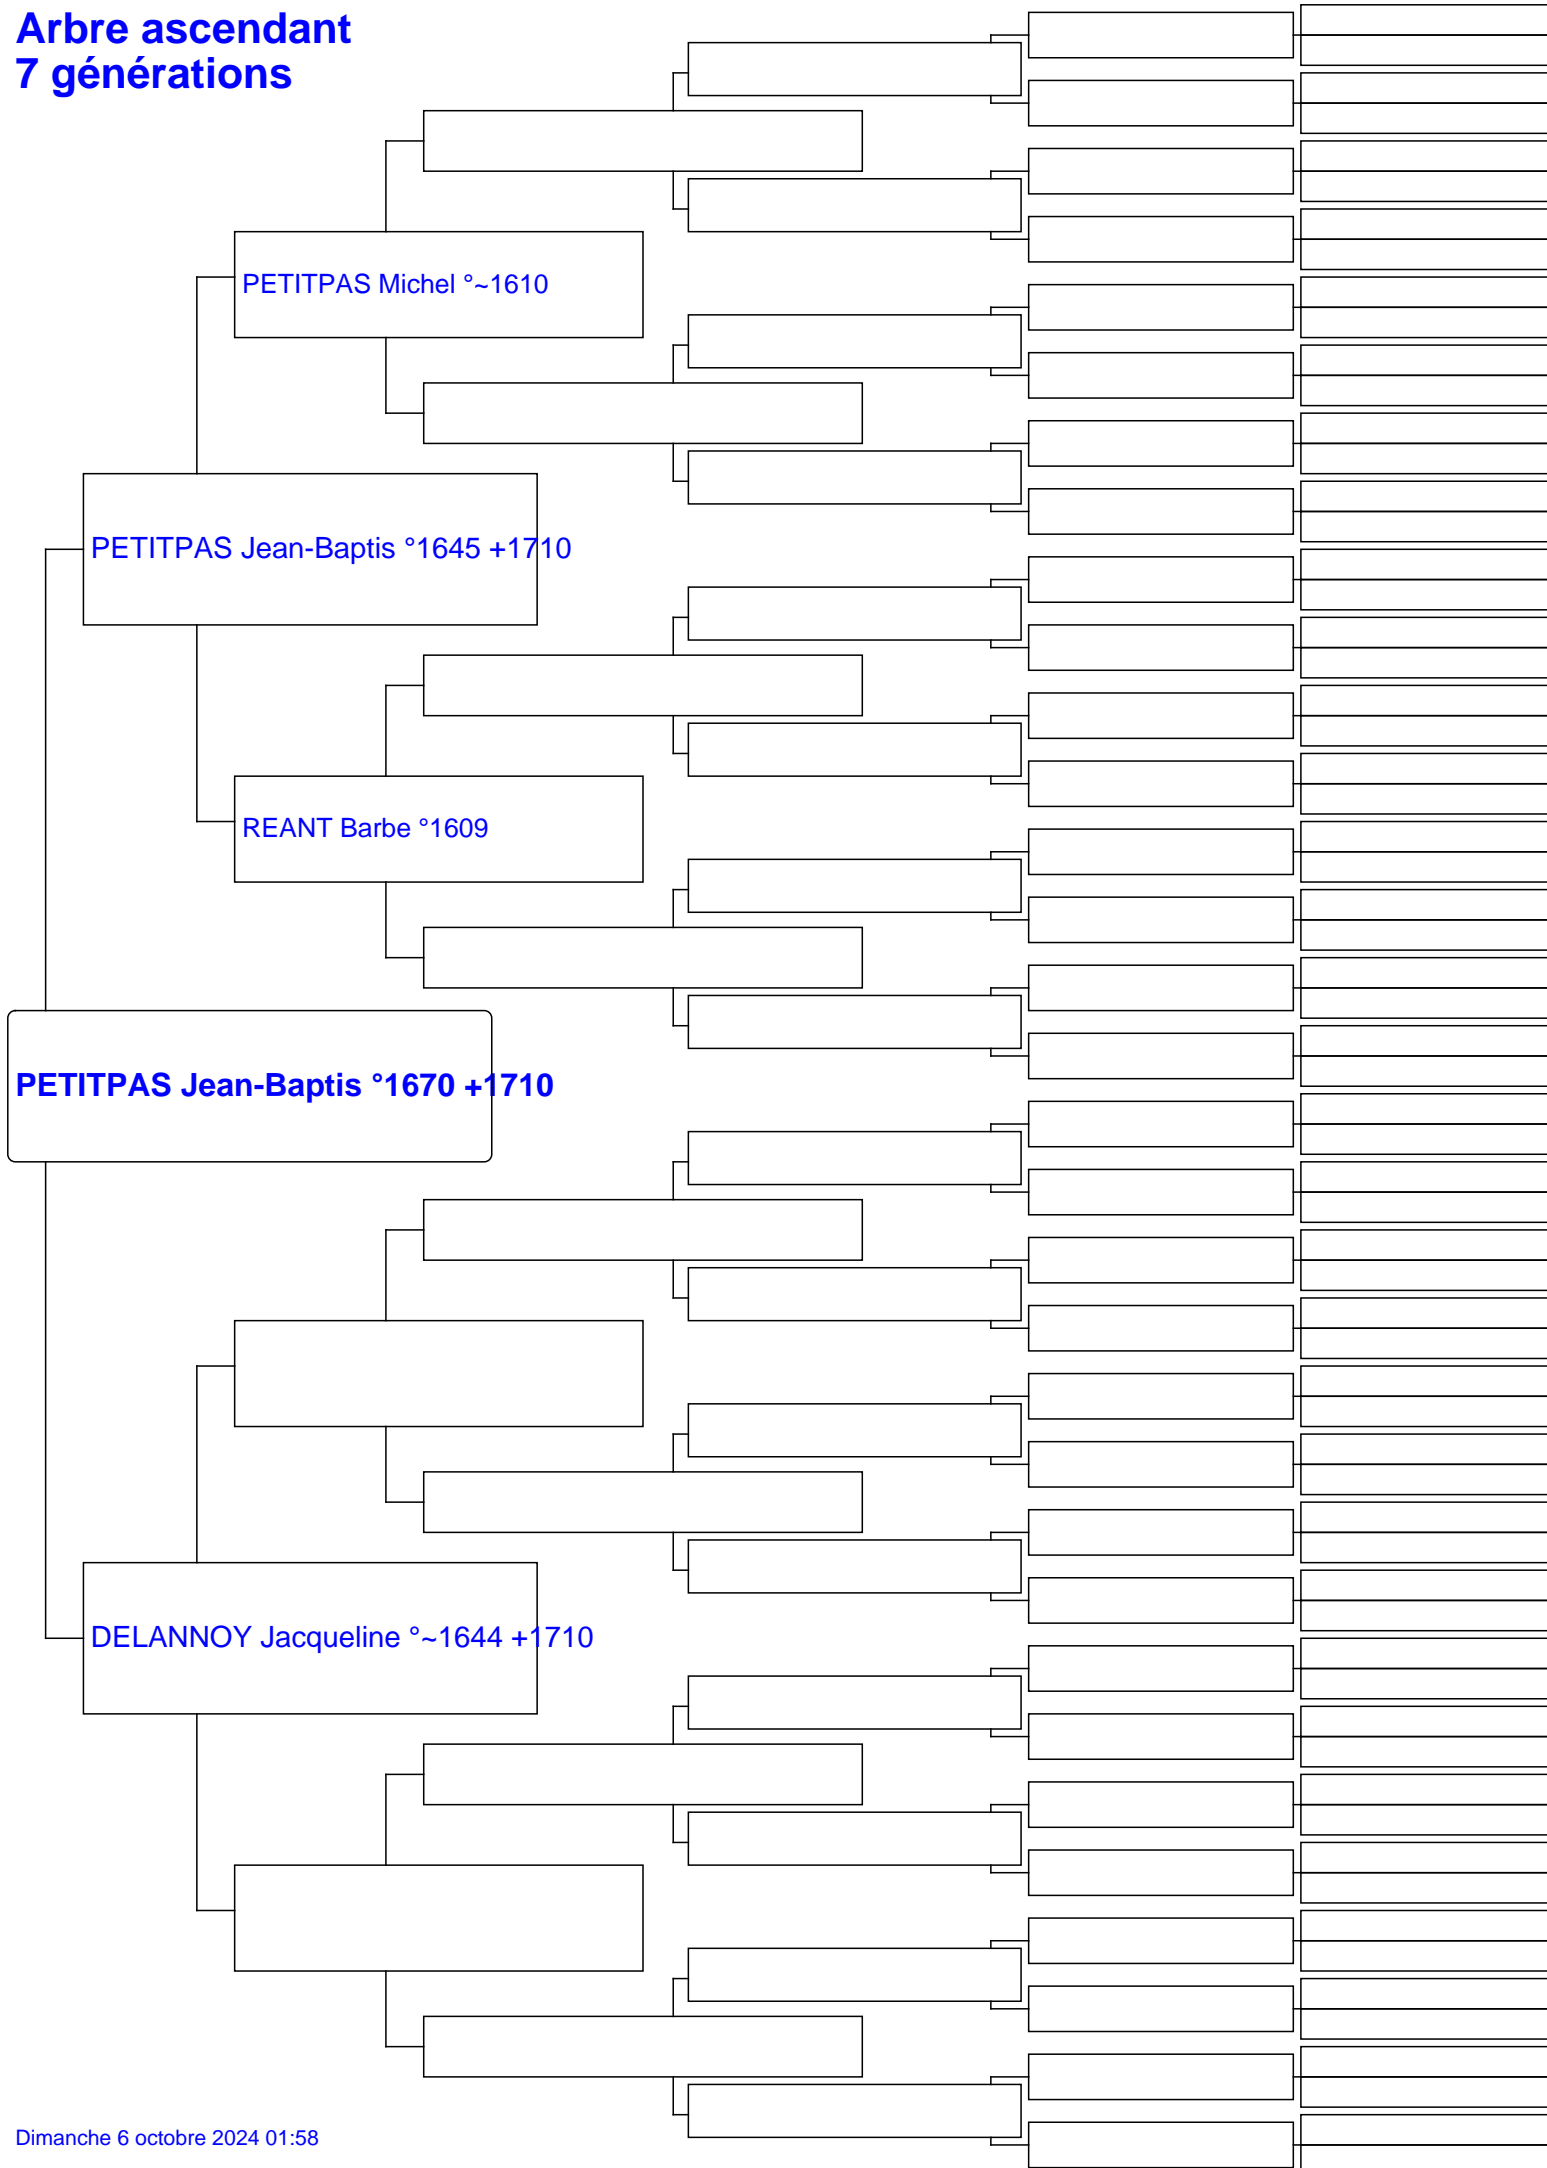 Arbre ascendant
7 générations
PETITPAS Michel °~1610
PETITPAS Jean-Baptis °1645 +1710
REANT Barbe °1609
PETITPAS Jean-Baptis °1670 +1710
DELANNOY Jacqueline °~1644 +1710
Dimanche 6 octobre 2024 01:58